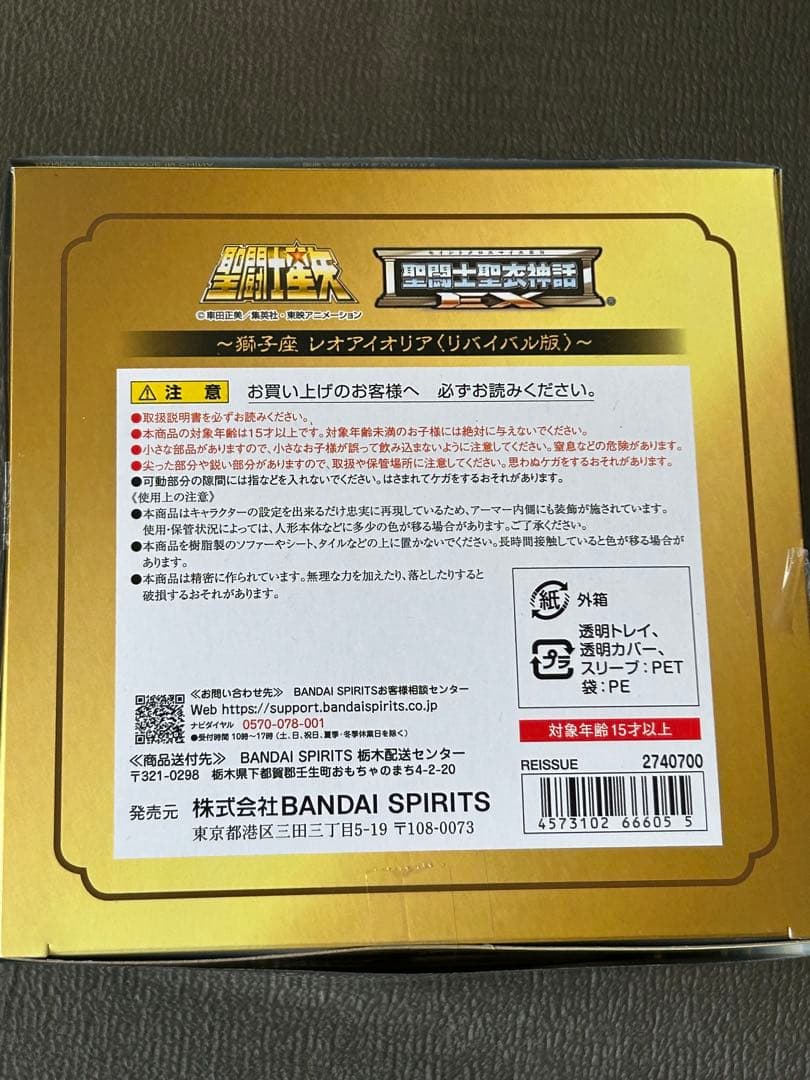 聖闘士星矢
セイントクロスマイスEX
聖闘士聖衣神話
EX
©車田正美/集英社・東映アニメーション
~獅子座 レオアイオリア〈リバイバル版〉~
注 意 お買い上げのお客様へ 必ずお読みください。
●取扱説明書を必ずお読みください。
●本商品の対象年齢は15才以上です。対象年齢未満のお子様には絶対に与えないでください。
●小さな部品がありますので、小さなお子様が誤って飲み込まないように注意してください。窒息などの危険があります。
●尖った部分や鋭い部分がありますので、取扱や保管場所に注意してください。思わぬケガをするおそれがあります。
●可動部分の隙間には指などを入れないでください。はさまれてケガをするおそれがあります。
《使用上の注意》
●本商品はキャラクターの設定を出来るだけ忠実に再現しているため、アーマー内側にも装飾が施されています。
使用・保管状況によっては、人形本体などに多少の色が移る場合があります。ご了承ください。
●本商品を樹脂製のソファーやシート、タイルなどの上に置かないでください。長時間接触していると色が移る場合が
あります。
●本商品は精密に作られています。無理な力を加えたり、落としたりすると
破損するおそれがあります。
紙 外箱
プラ
透明トレイ、
透明カバー、
スリーブ:PET
袋:PE
≪お問い合わせ先≫ BANDAI SPIRITSお客様相談センター
Web https://support.bandaispirits.co.jp
ナビダイヤル 0570-078-001
●受付時間 10時~17時(土、日、祝日、夏季・冬季休業日を除く)
対象年齢15才以上
≪商品送付先≫ BANDAI SPIRITS 栃木配送センター
〒321-0298 栃木県下都賀郡壬生町おもちゃのまち4-2-20
REISSUE 2740700
発売元 株式会社BANDAI SPIRITS
東京都港区三田三丁目5-19 〒108-0073
4573102 66605 5